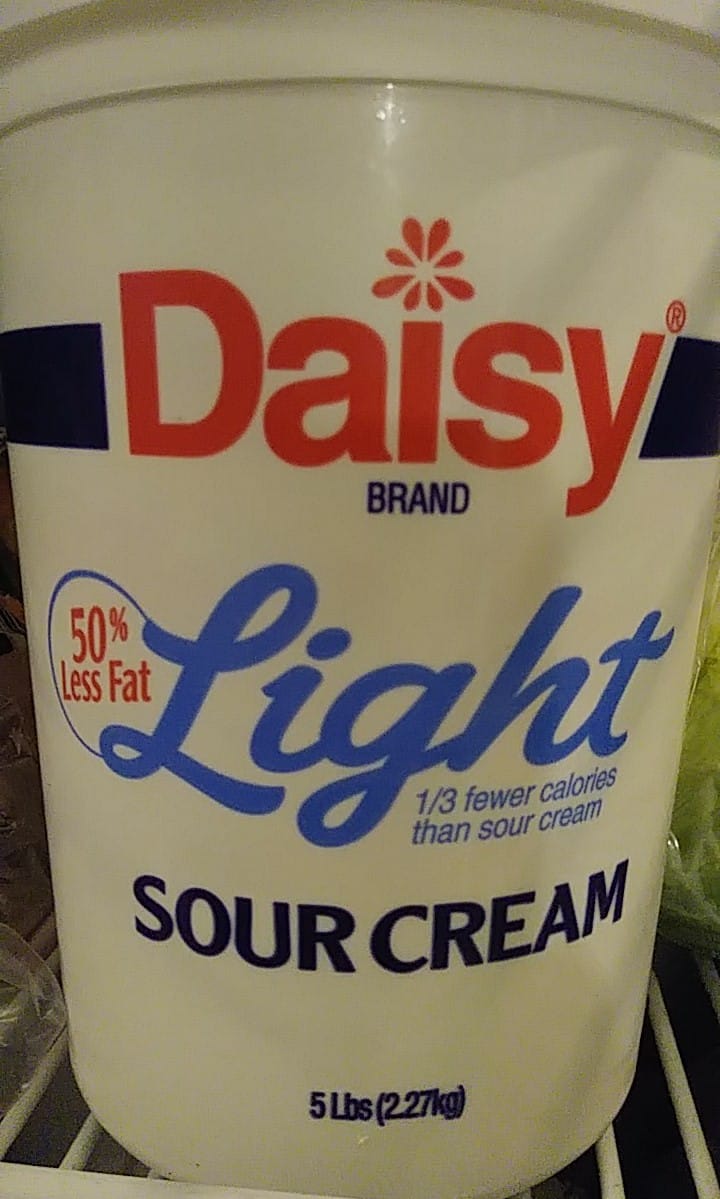 Daisy®
BRAND
50%
Less Fat
Light
1/3 fewer calories
than sour cream
SOUR CREAM
5 Lbs (2.27kg)